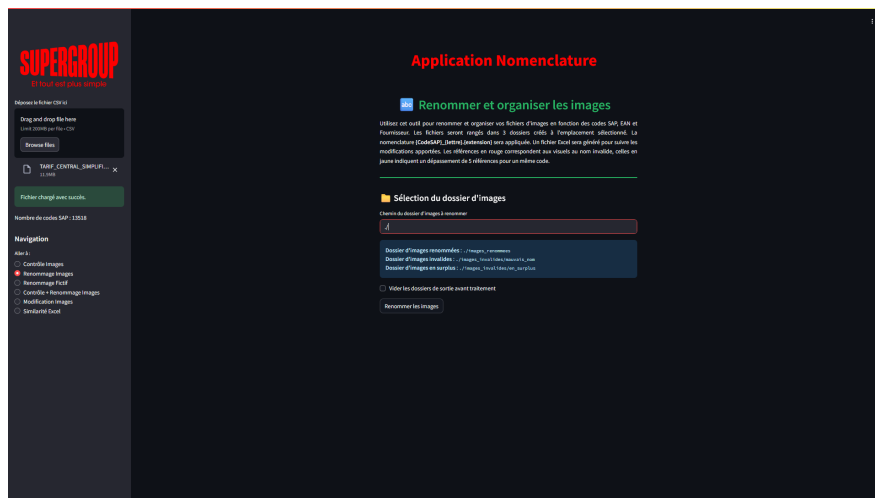 SUPERGROUP
Et tout est plus simple
Déposez le fichier CSV ici
Drag and drop file here
Limit 200MB per file • CSV
Browse files
TARIF_CENTRAL_SIMPLIFI...
11.5MB
Fichier chargé avec succès.
Nombre de codes SAP : 13518
Navigation
Aller à :
Contrôle Images
Renommage Images
Renommage Fictif
Contrôle + Renommage images
Modification Images
Similarité Excel
Application Nomenclature
abc Renommer et organiser les images
Utilisez cet outil pour renommer et organiser vos fichiers d'images en fonction des codes SAP, EAN et
Fournisseur. Les fichiers seront rangés dans 3 dossiers créés à l'emplacement sélectionné. La
nomenclature [CodeSAP]_[lettre].[extension] sera appliquée. Un fichier Excel sera généré pour suivre les
modifications apportées. Les références en rouge correspondent aux visuels au nom invalide, celles en
jaune indiquent un dépassement de 5 références pour un même code.
Sélection du dossier d'images
Chemin du dossier d'images à renommer
./
Dossier d'images renommées : ./images_renommees
Dossier d'images invalides : ./images_invalides/mauvais_nom
Dossier d'images en surplus : ./images_invalides/en_surplus
Vider les dossiers de sortie avant traitement
Renommer les images